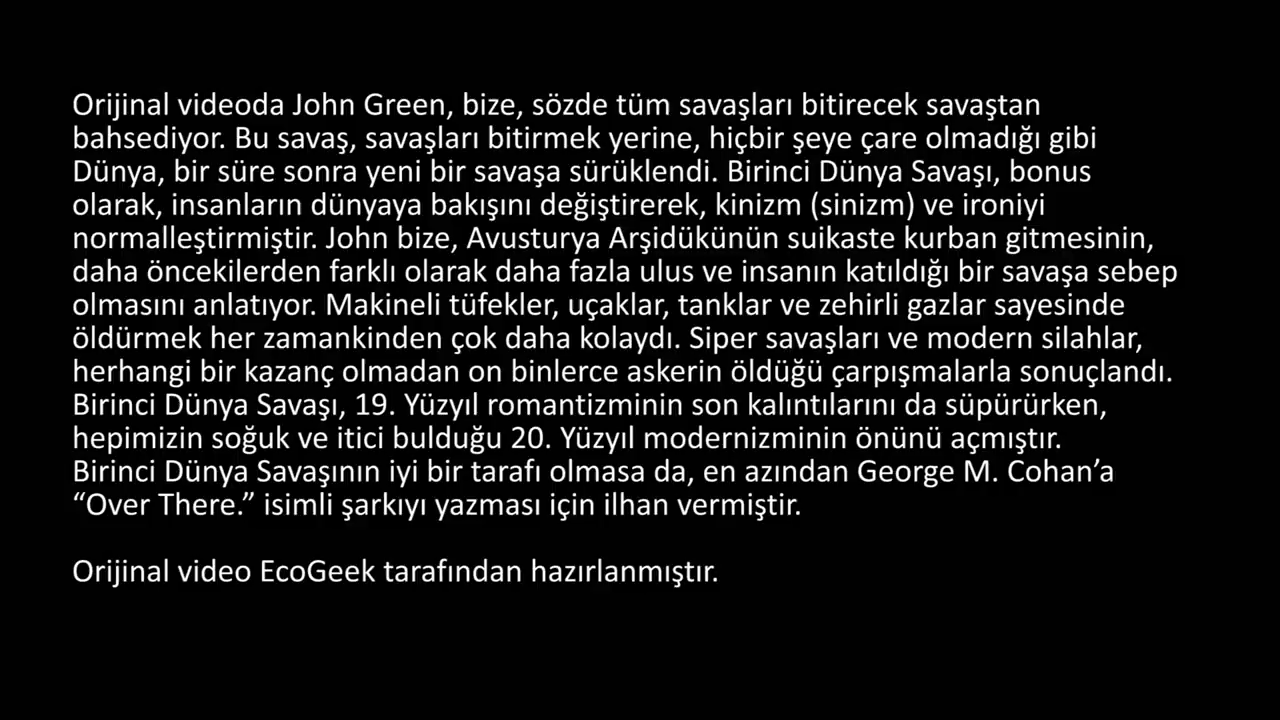 Orijinal videoda John Green, bize, sözde tüm savaşları bitirecek savaştan
bahsediyor. Bu savaş, savaşları bitirmek yerine, hiçbir şeye çare olmadığı gibi
Dünya, bir süre sonra yeni bir savaşa sürüklendi. Birinci Dünya Savaşı, bonus
olarak, insanların dünyaya bakışını değiştirerek, kinizm (sinizm) ve ironiyi
normalleştirmiştir. John bize, Avusturya Arşidükünün suikaste kurban gitmesinin,
daha öncekilerden farklı olarak daha fazla ulus ve insanın katıldığı bir savaşa sebep
olmasını anlatıyor. Makineli tüfekler, uçaklar, tanklar ve zehirli gazlar sayesinde
öldürmek her zamankinden çok daha kolaydı. Siper savaşları ve modern silahlar,
herhangi bir kazanç olmadan on binlerce askerin öldüğü çarpışmalarla sonuçlandı.
Birinci Dünya Savaşı, 19. Yüzyıl romantizminin son kalıntılarını da süpürürken,
hepimizin soğuk ve itici bulduğu 20. Yüzyıl modernizminin önünü açmıştır.
Birinci Dünya Savaşının iyi bir tarafı olmasa da, en azından George M. Cohan’a
“Over There.” isimli şarkıyı yazması için ilhan vermiştir.
Orijinal video EcoGeek tarafından hazırlanmıştır.